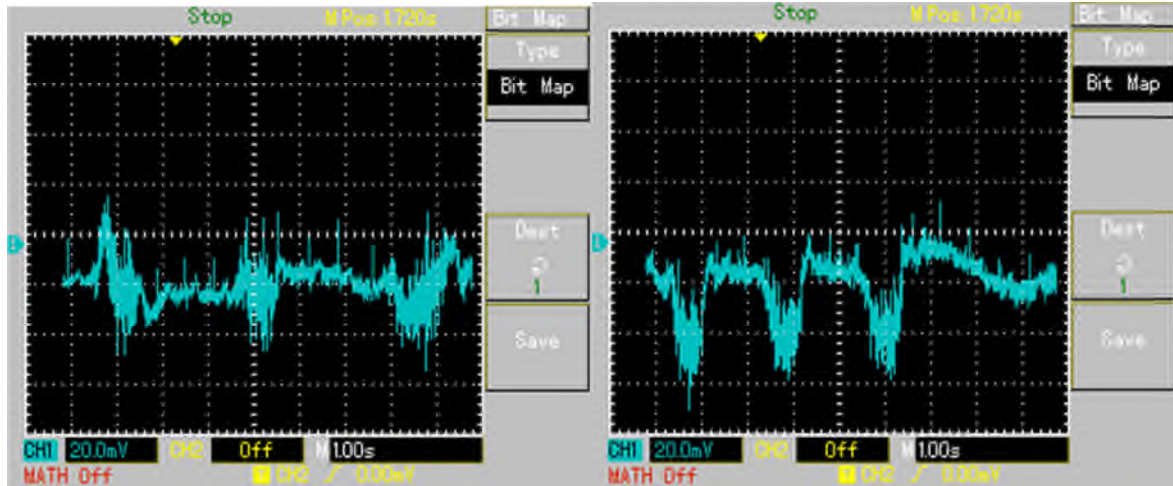 Stop M Pos: 1.720s Bit Map
Type
Bit Map
Dest
1
Save
CH1 20.0mV CH2 Off M 1.00s
MATH Off CH2 0.00mV
Stop M Pos: 1.720s Bit Map
Type
Bit Map
Dest
1
Save
CH1 20.0mV CH2 Off M 1.00s
MATH Off CH2 0.00mV